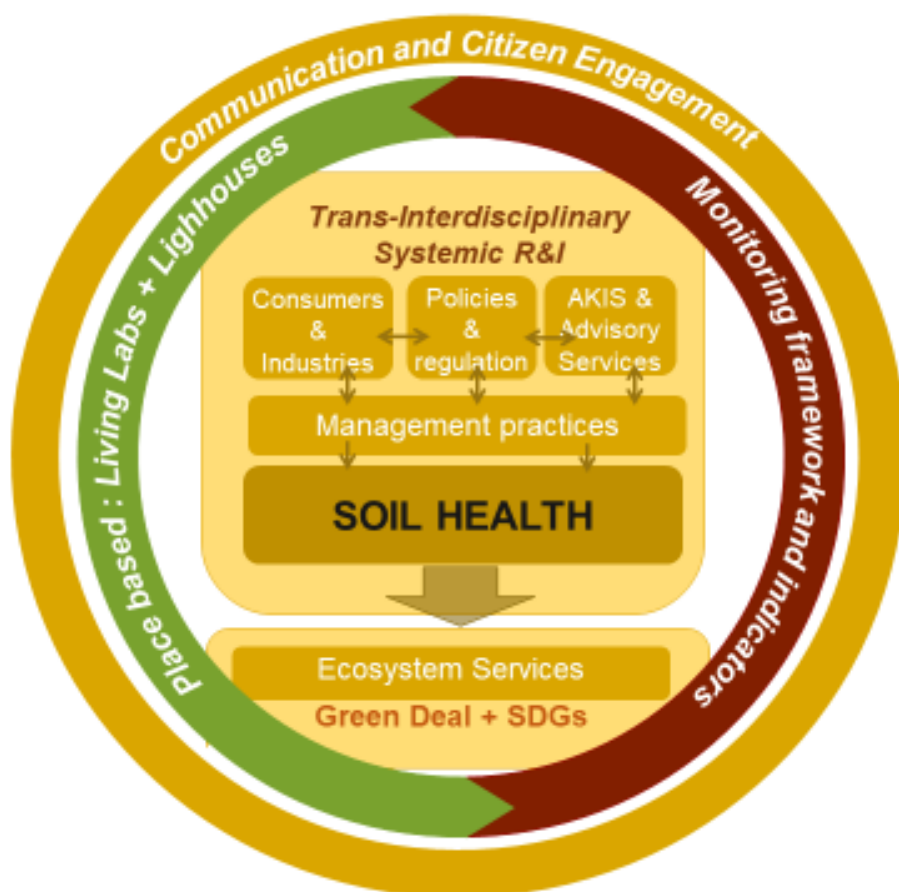 Communication and Citizen Engagement
Place based : Living Labs + Lighhouses
Monitoring framework and indicators
Trans-Interdisciplinary
Systemic R&I
Consumers
&
Industries
Policies
&
regulation
AKIS &
Advisory
Services
Management practices
SOIL HEALTH
Ecosystem Services
Green Deal + SDGs